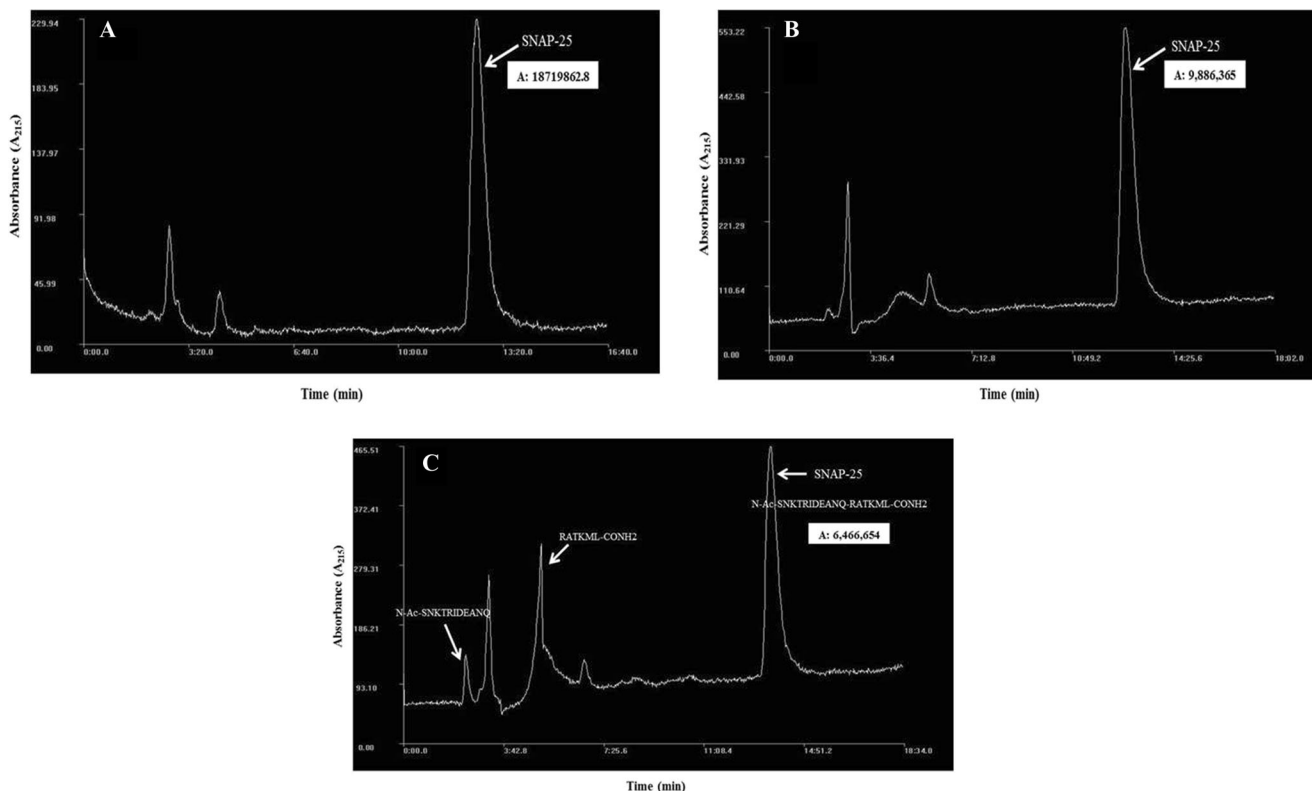 A
SNAP-25
A: 18719862.8
Absorbance (A215)
229.94
183.95
137.97
91.98
45.99
0.00
0:00.0
3:20.0
6:40.0
10:00.0
13:20.0
16:40.0
Time (min)
B
SNAP-25
A: 9,886,365
Absorbance (A215)
553.22
442.58
331.93
221.29
110.64
0.00
0:00.0
3:36.4
7:12.8
10:49.2
14:25.6
18:02.0
Time (min)
C
SNAP-25
N-Ac-SNKTRIDEANQ-RATKML-CONH2
A: 6,466,654
RATKML-CONH2
N-Ac-SNKTRIDEANQ
Absorbance (A215)
465.51
372.41
279.31
186.21
93.10
0.00
0:00.0
3:42.8
7:25.6
11:08.4
14:51.2
18:34.0
Time (min)